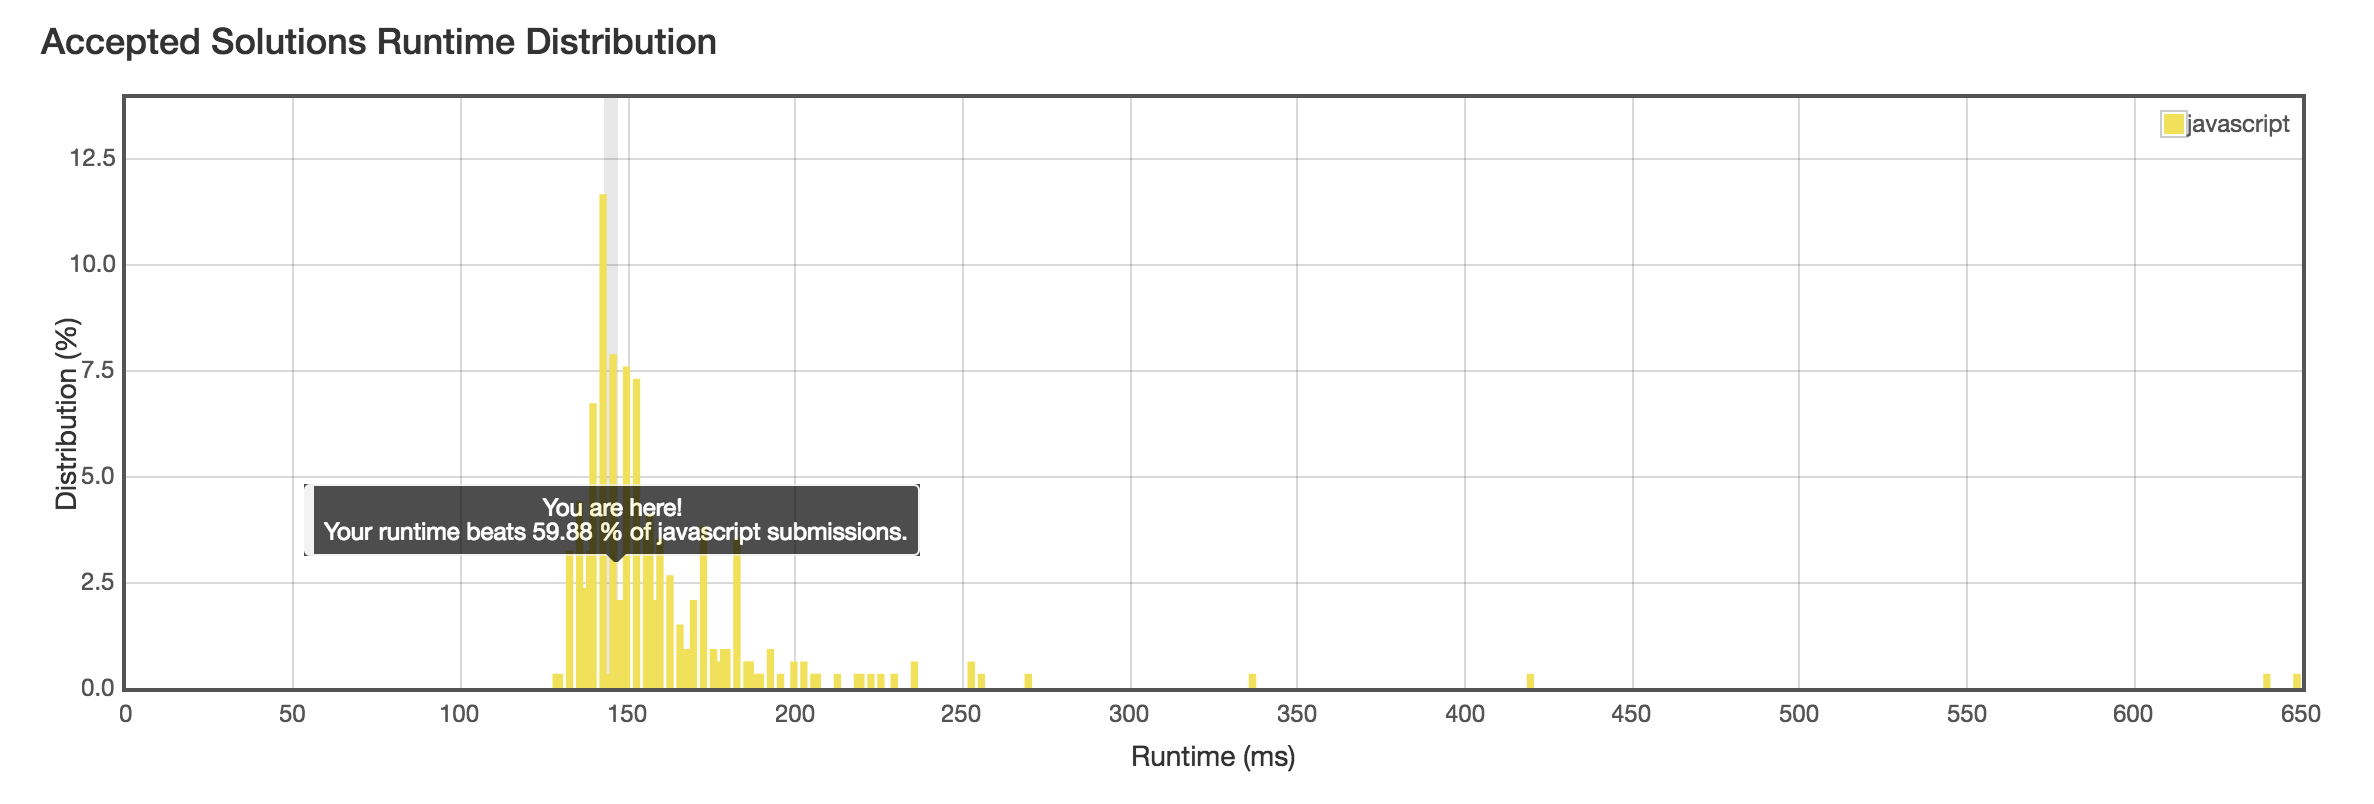 Accepted Solutions Runtime Distribution
javascript
12.5
10.0
7.5
5.0
2.5
0.0
Distribution (%)
You are here!
Your runtime beats 59.88 % of javascript submissions.
0 50 100 150 200 250 300 350 400 450 500 550 600 650
Runtime (ms)